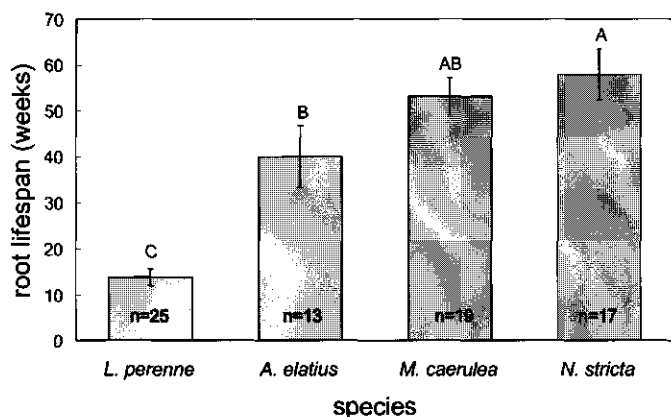 root lifespan (weeks)
70
60
50
40
30
20
10
0
C
B
AB
A
n=25
n=13
n=19
n=17
L. perenne
A. elatius
M. caerulea
N. stricta
species